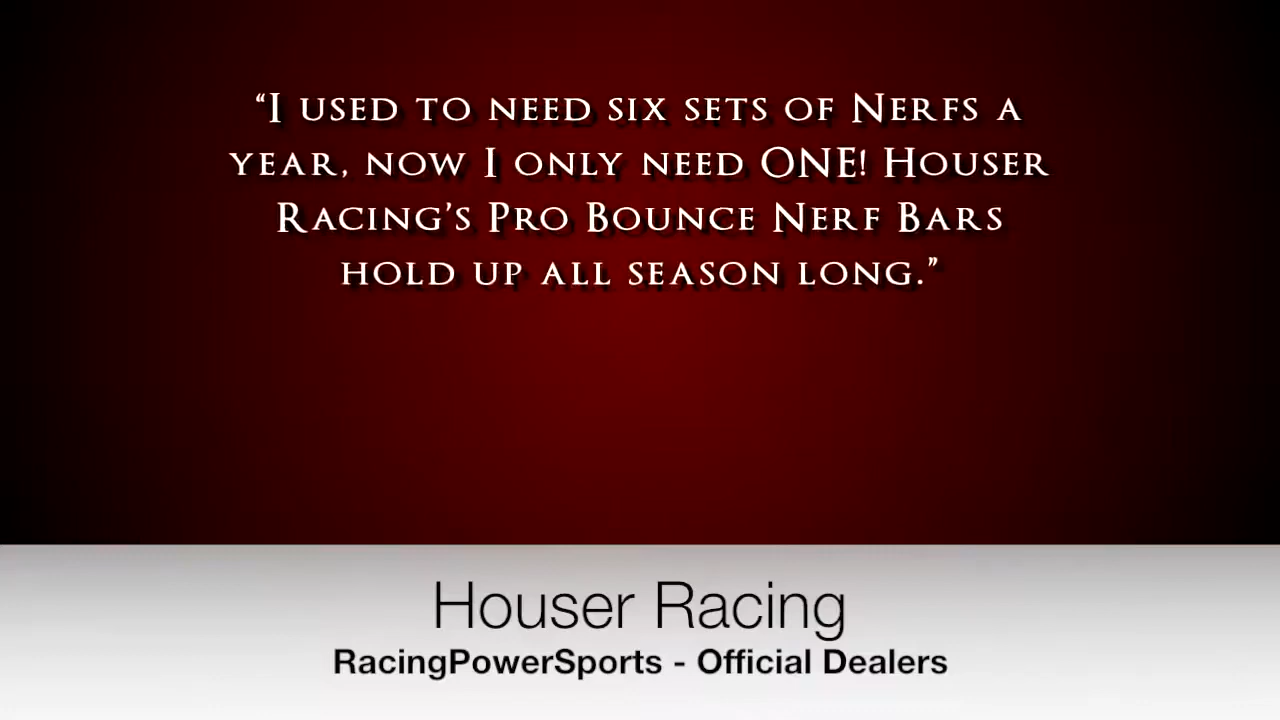 “I used to need six sets of Nerfs a
year, now I only need ONE! Houser
Racing’s Pro Bounce Nerf Bars
hold up all season long.”
Houser Racing
RacingPowerSports - Official Dealers